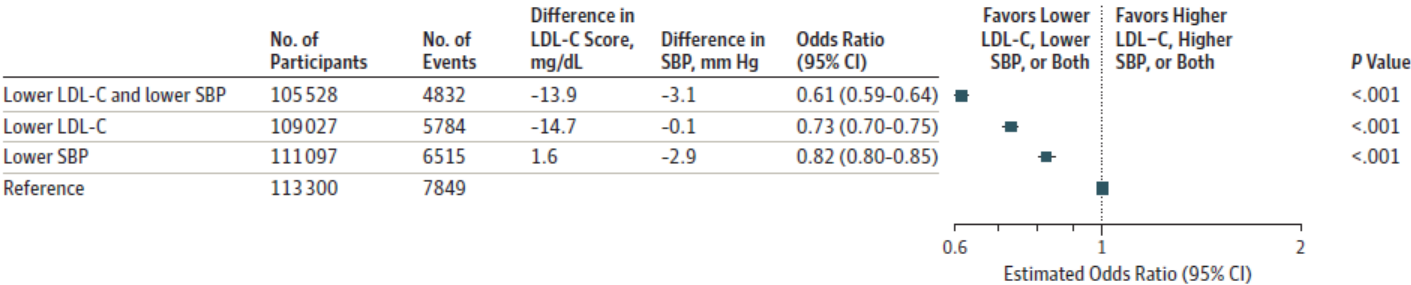 Difference in LDL-C Score, mg/dL
No. of Participants
No. of Events
Difference in SBP, mm Hg
Odds Ratio (95% CI)
Favors Lower LDL-C, Lower SBP, or Both
Favors Higher LDL–C, Higher SBP, or Both
P Value
Lower LDL-C and lower SBP 105 528 4832 -13.9 -3.1 0.61 (0.59-0.64) <.001
Lower LDL-C 109 027 5784 -14.7 -0.1 0.73 (0.70-0.75) <.001
Lower SBP 111 097 6515 1.6 -2.9 0.82 (0.80-0.85) <.001
Reference 113 300 7849
0.6 1 2
Estimated Odds Ratio (95% CI)